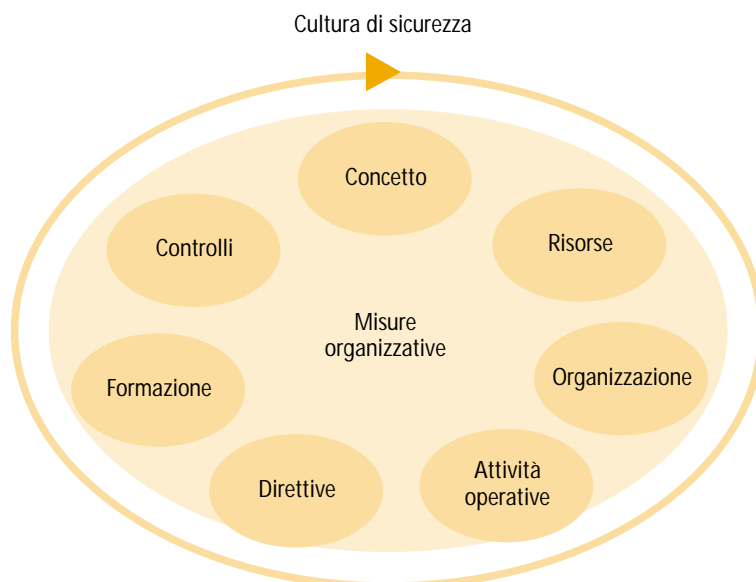 Cultura di sicurezza
Concetto
Controlli
Risorse
Misure
organizzative
Formazione
Organizzazione
Direttive
Attività
operative